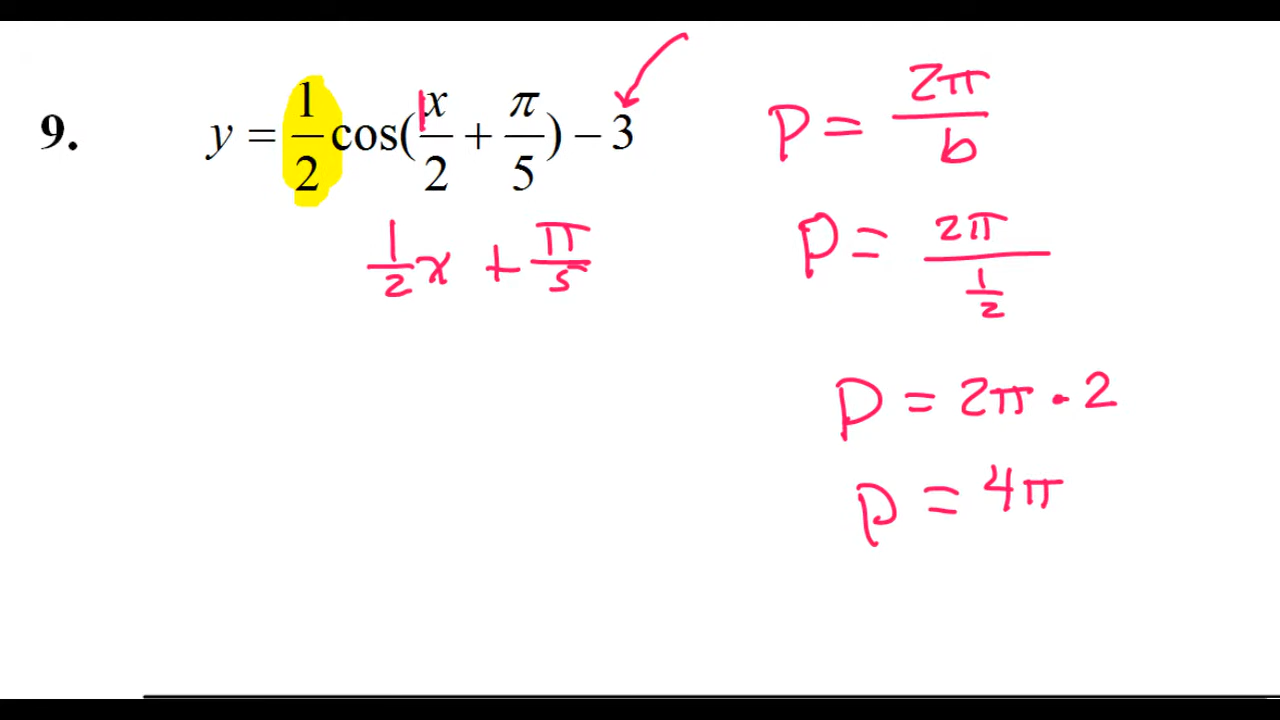 9. y = 1/2 cos(x/2 + π/5) − 3
1/2 x + π/5
P = 2π/b
P = 2π/(1/2)
P = 2π · 2
P = 4π